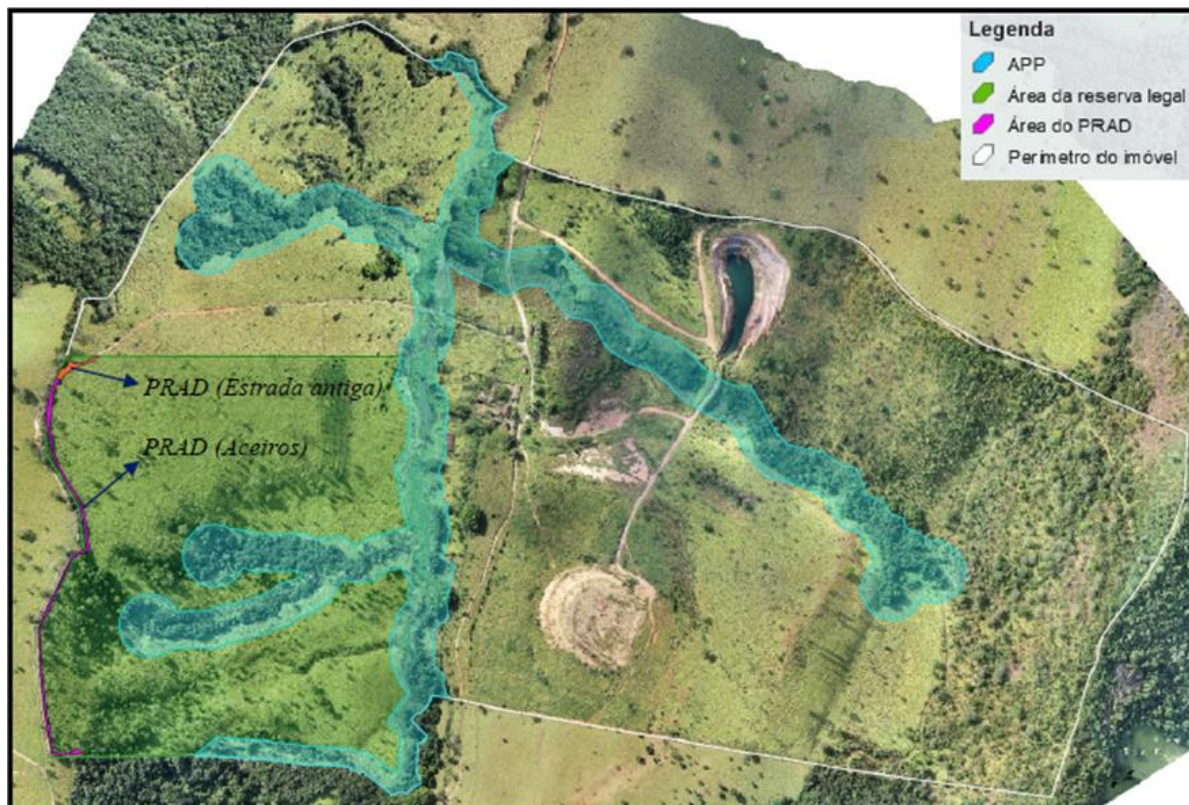 Legenda
APP
Área da reserva legal
Área do PRAD
Perímetro do imóvel
PRAD (Estrada antiga)
PRAD (Aceiros)